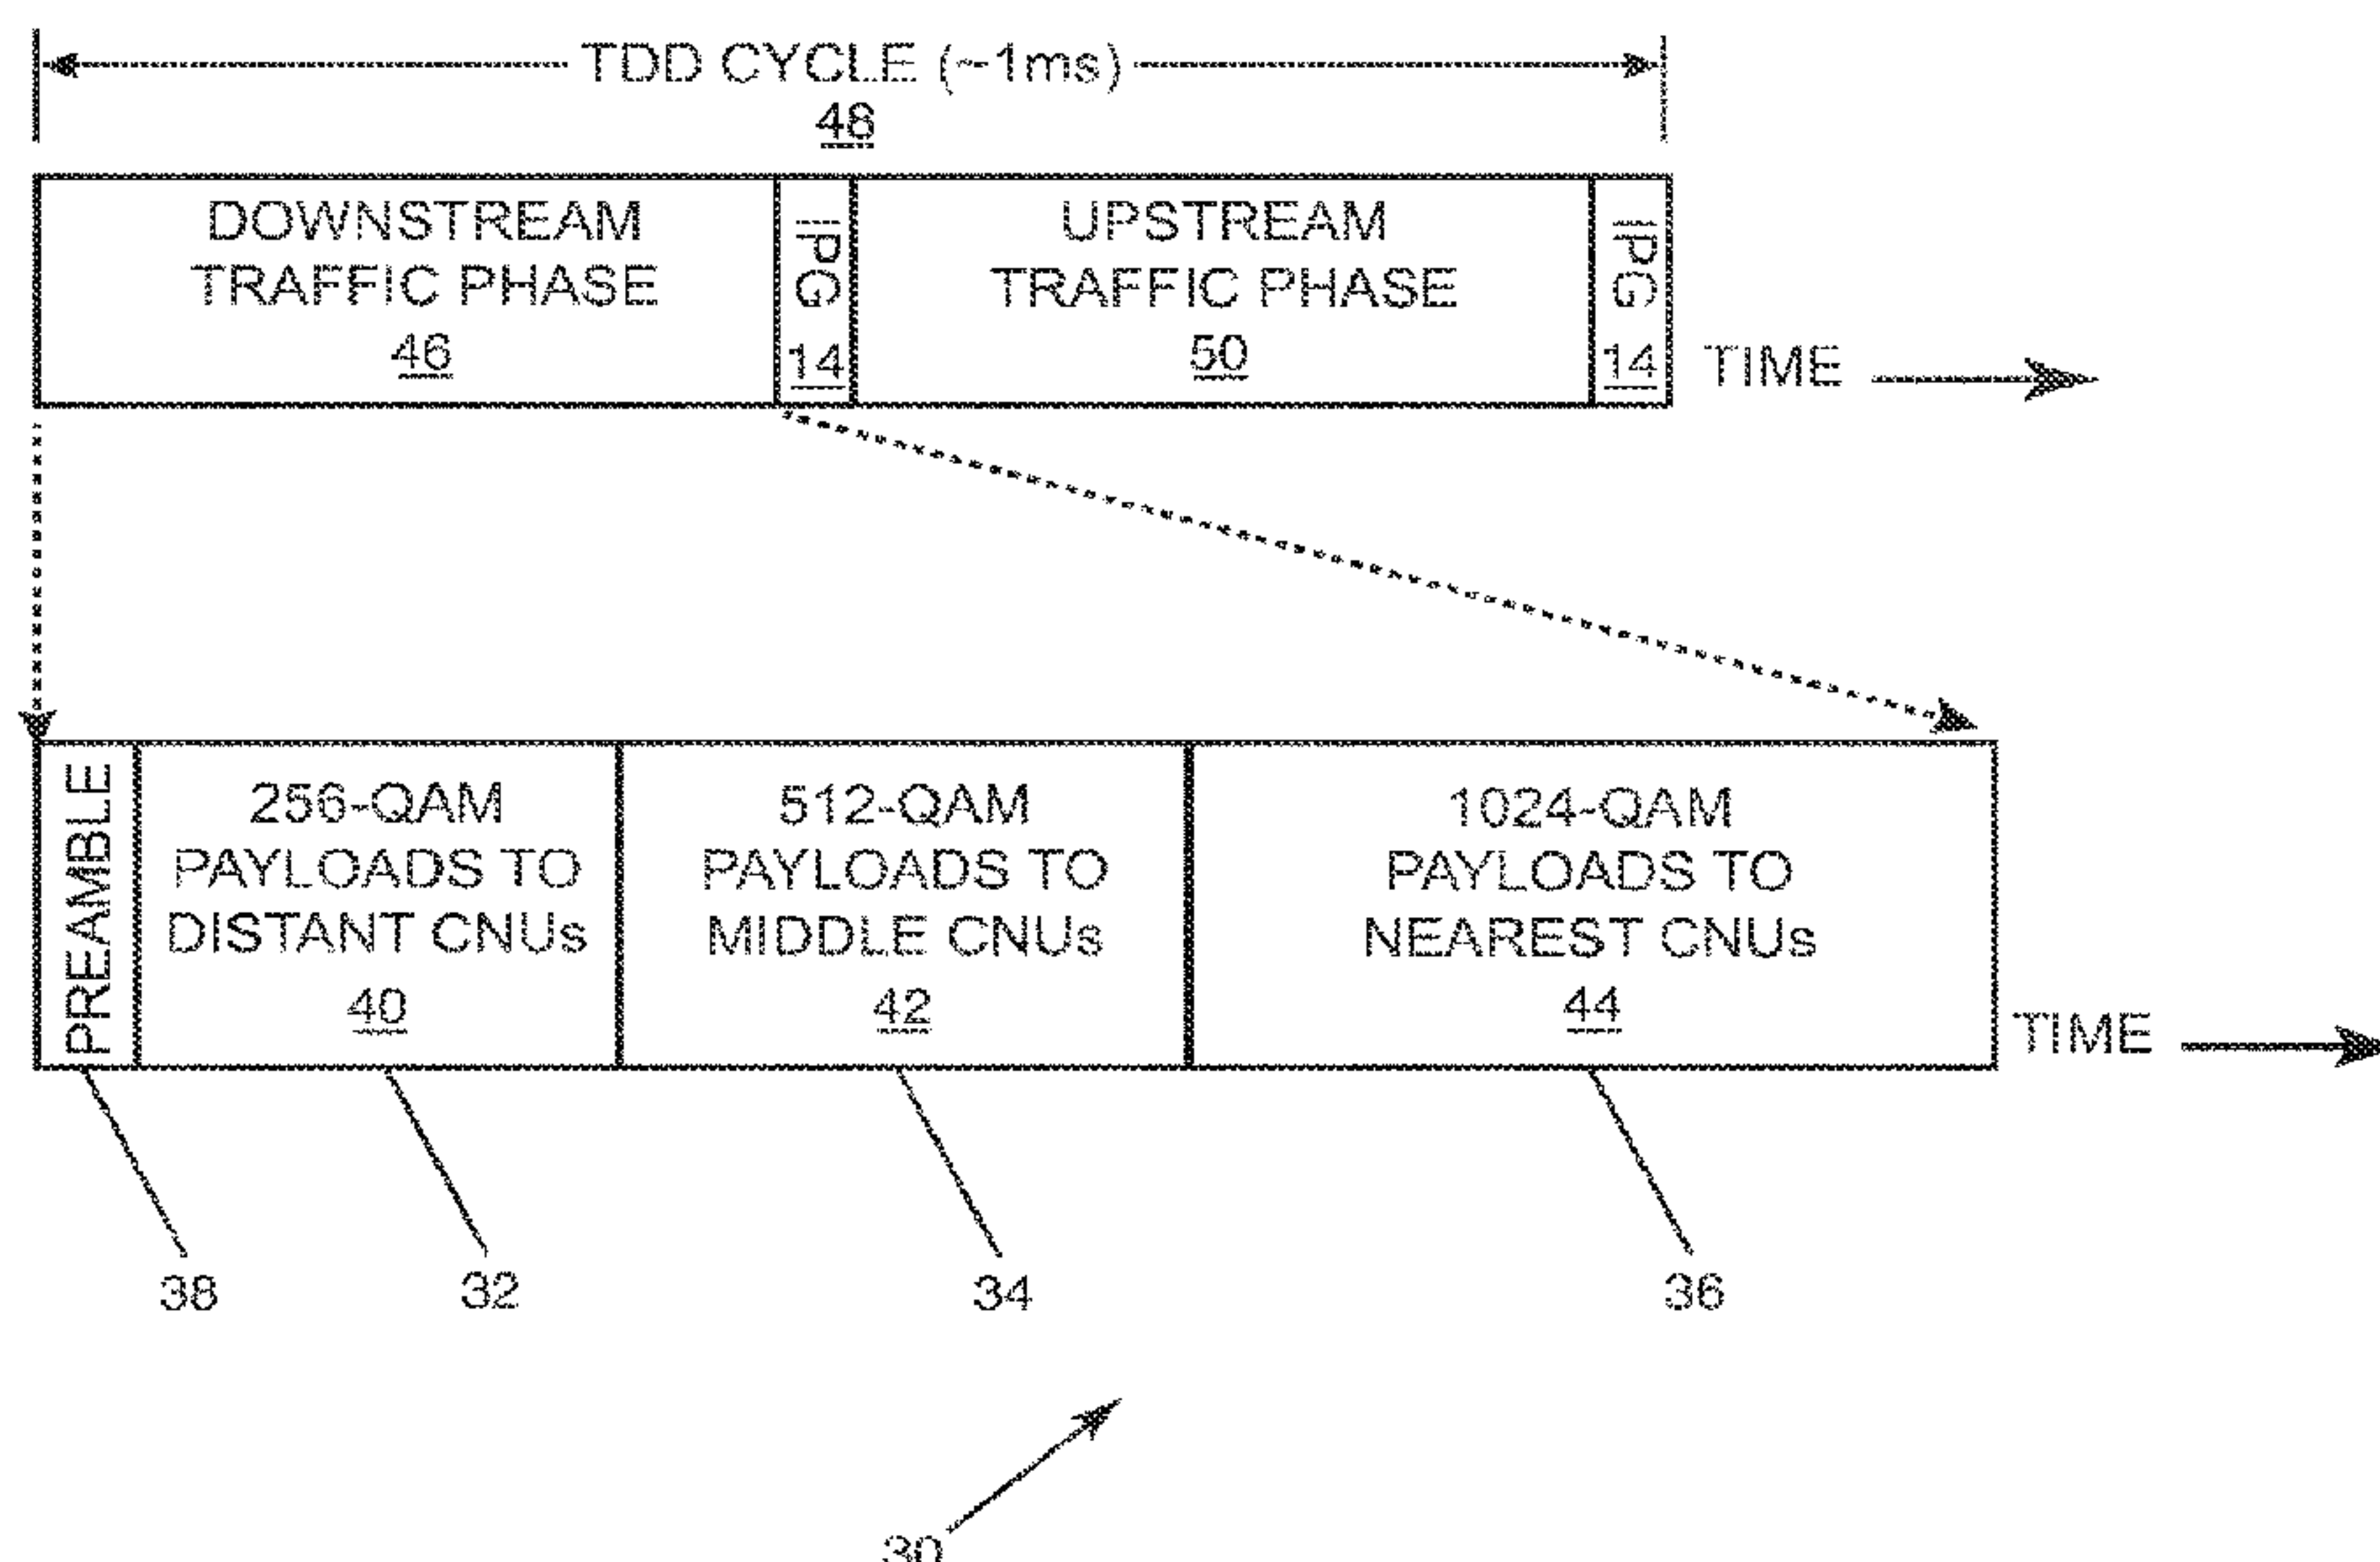 TDD CYCLE (~1ms)
48
DOWNSTREAM
TRAFFIC PHASE
46
IPG
14
UPSTREAM
TRAFFIC PHASE
50
IPG
14
TIME
PREAMBLE
256-QAM
PAYLOADS TO
DISTANT CNUs
40
512-QAM
PAYLOADS TO
MIDDLE CNUs
42
1024-QAM
PAYLOADS TO
NEAREST CNUs
44
TIME
38
32
34
36
30